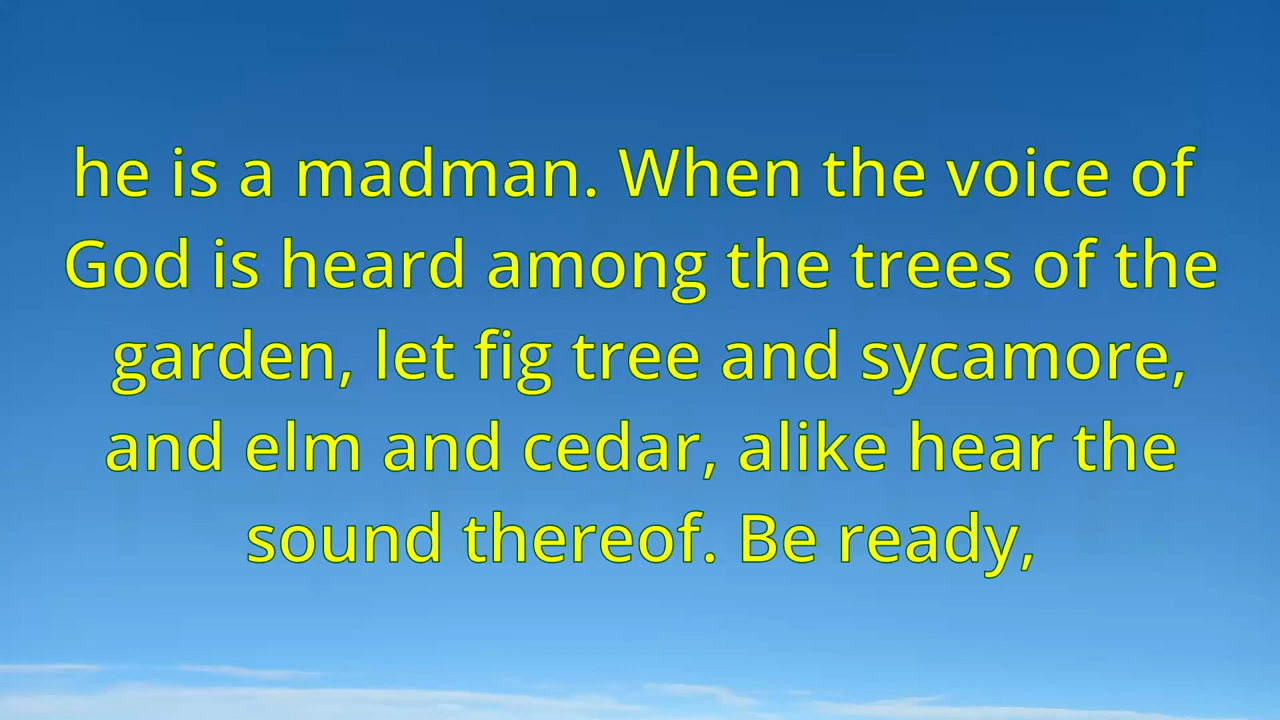 he is a madman. When the voice of
God is heard among the trees of the
garden, let fig tree and sycamore,
and elm and cedar, alike hear the
sound thereof. Be ready,